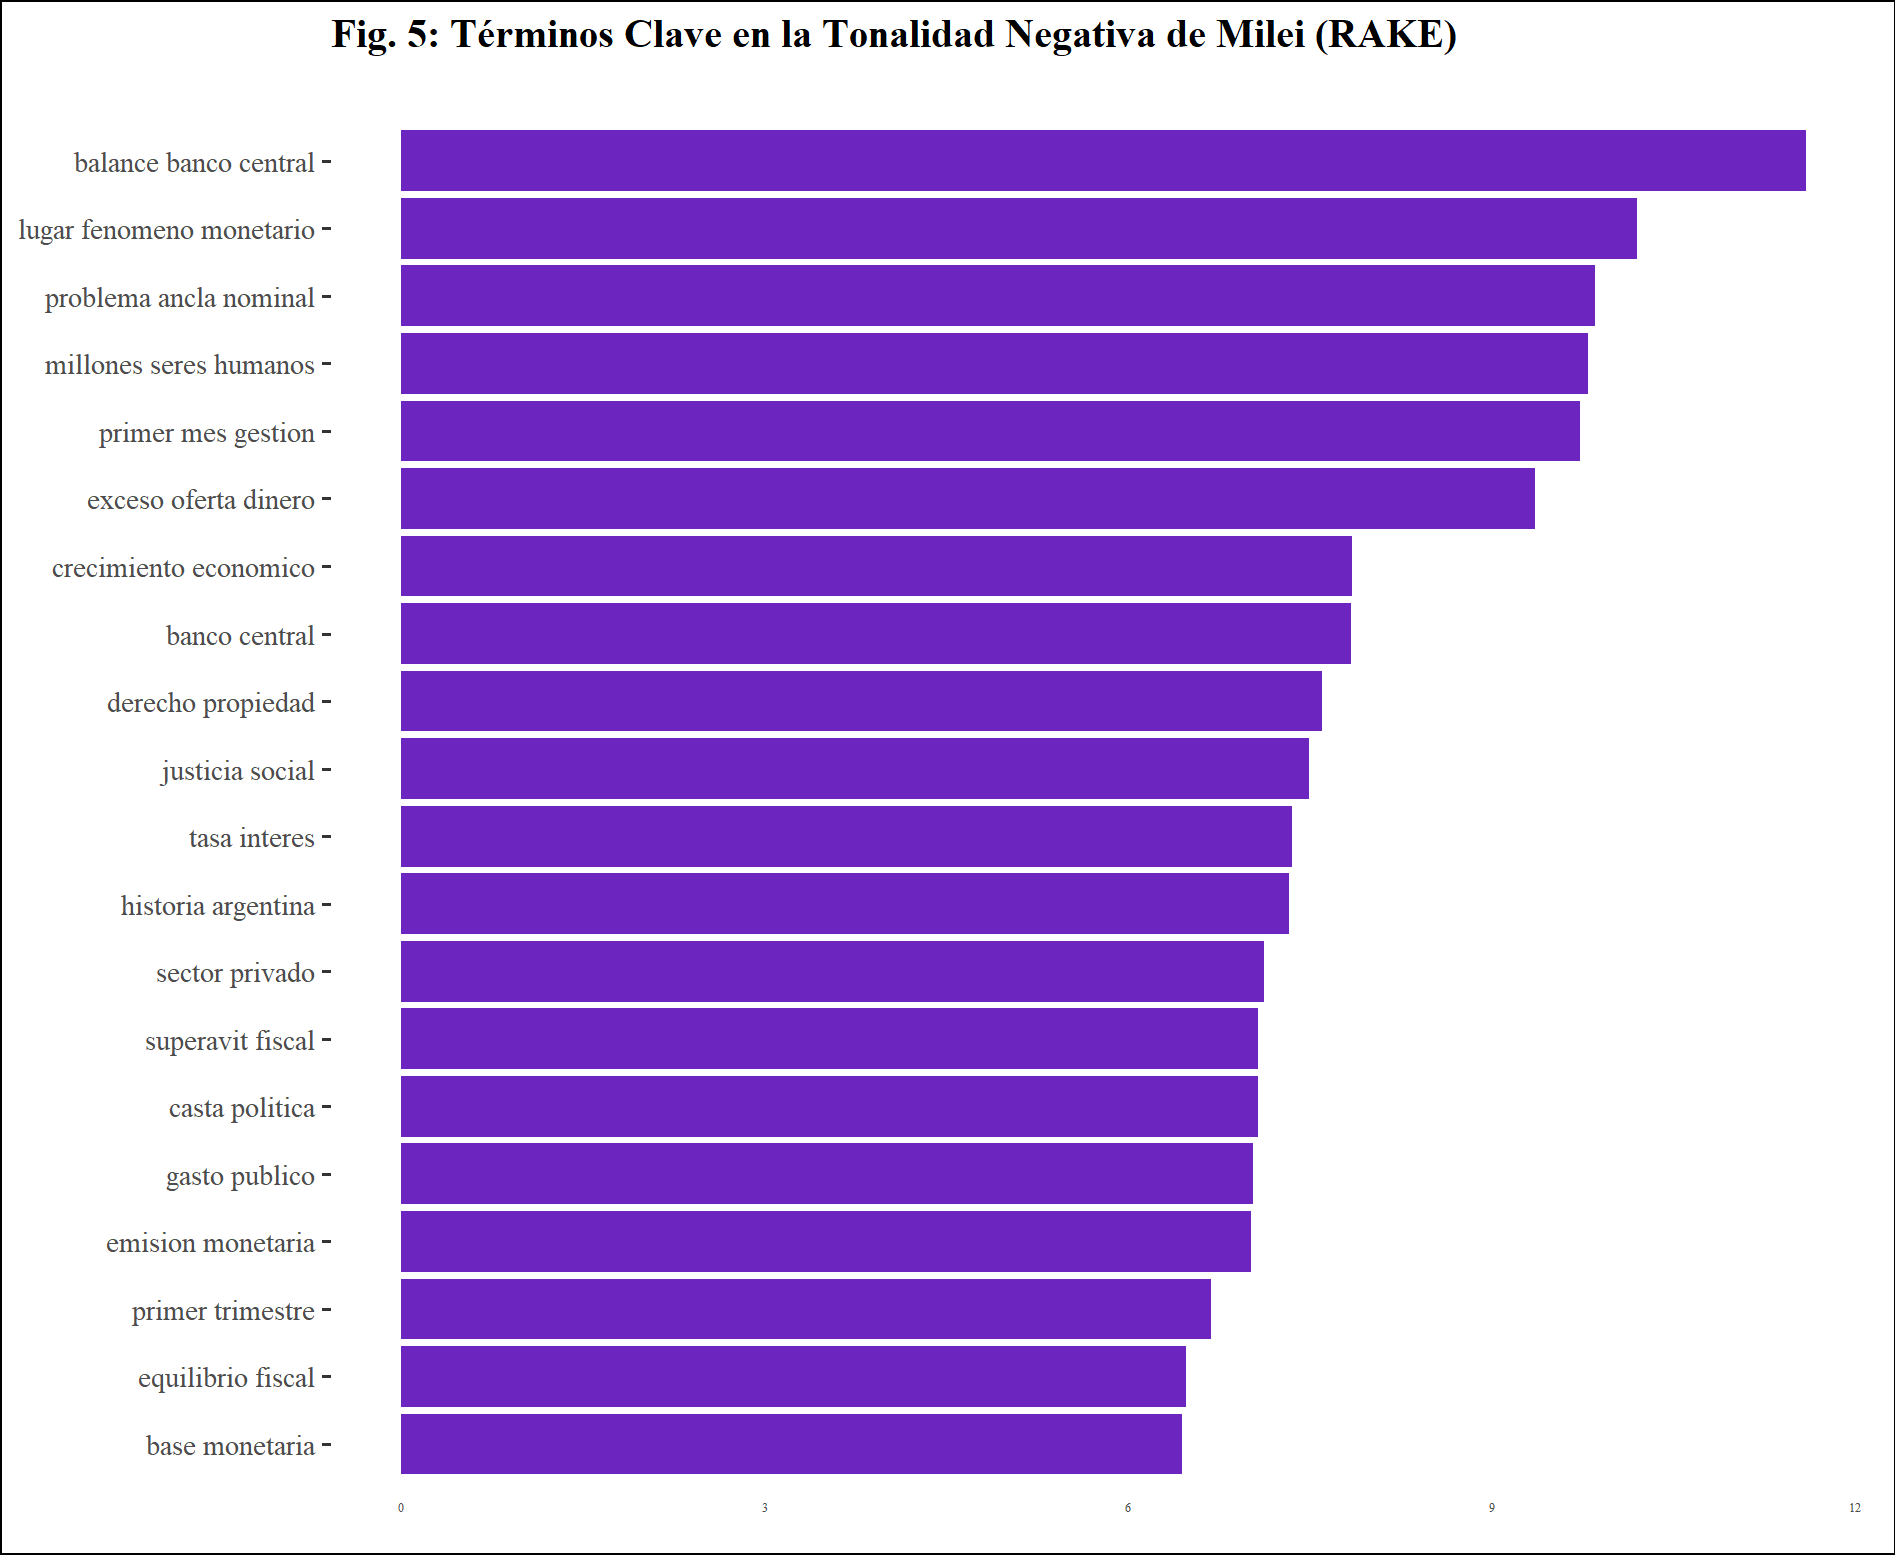 Fig. 5: Términos Clave en la Tonalidad Negativa de Milei (RAKE)
balance banco central
lugar fenomeno monetario
problema ancla nominal
millones seres humanos
primer mes gestion
exceso oferta dinero
crecimiento economico
banco central
derecho propiedad
justicia social
tasa interes
historia argentina
sector privado
superavit fiscal
casta politica
gasto publico
emision monetaria
primer trimestre
equilibrio fiscal
base monetaria
0 3 6 9 12